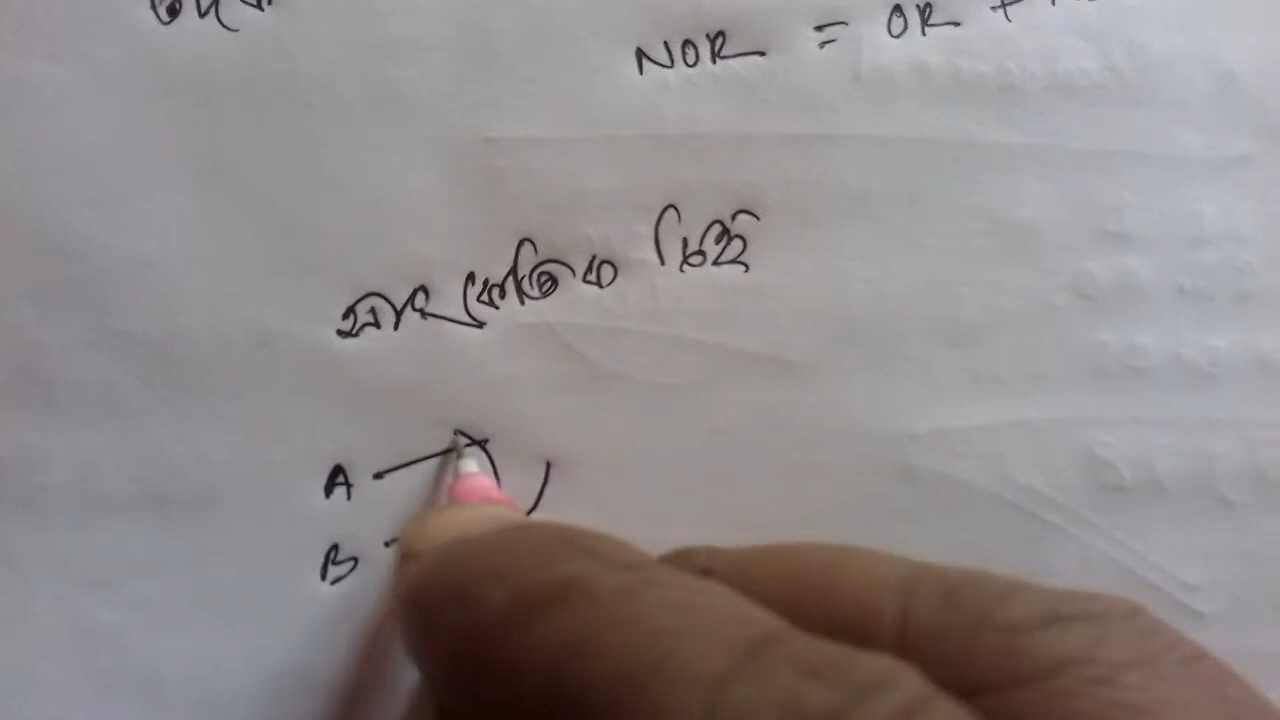 NOR = OR +
সাংকেতিক চিহ্ন
A
B